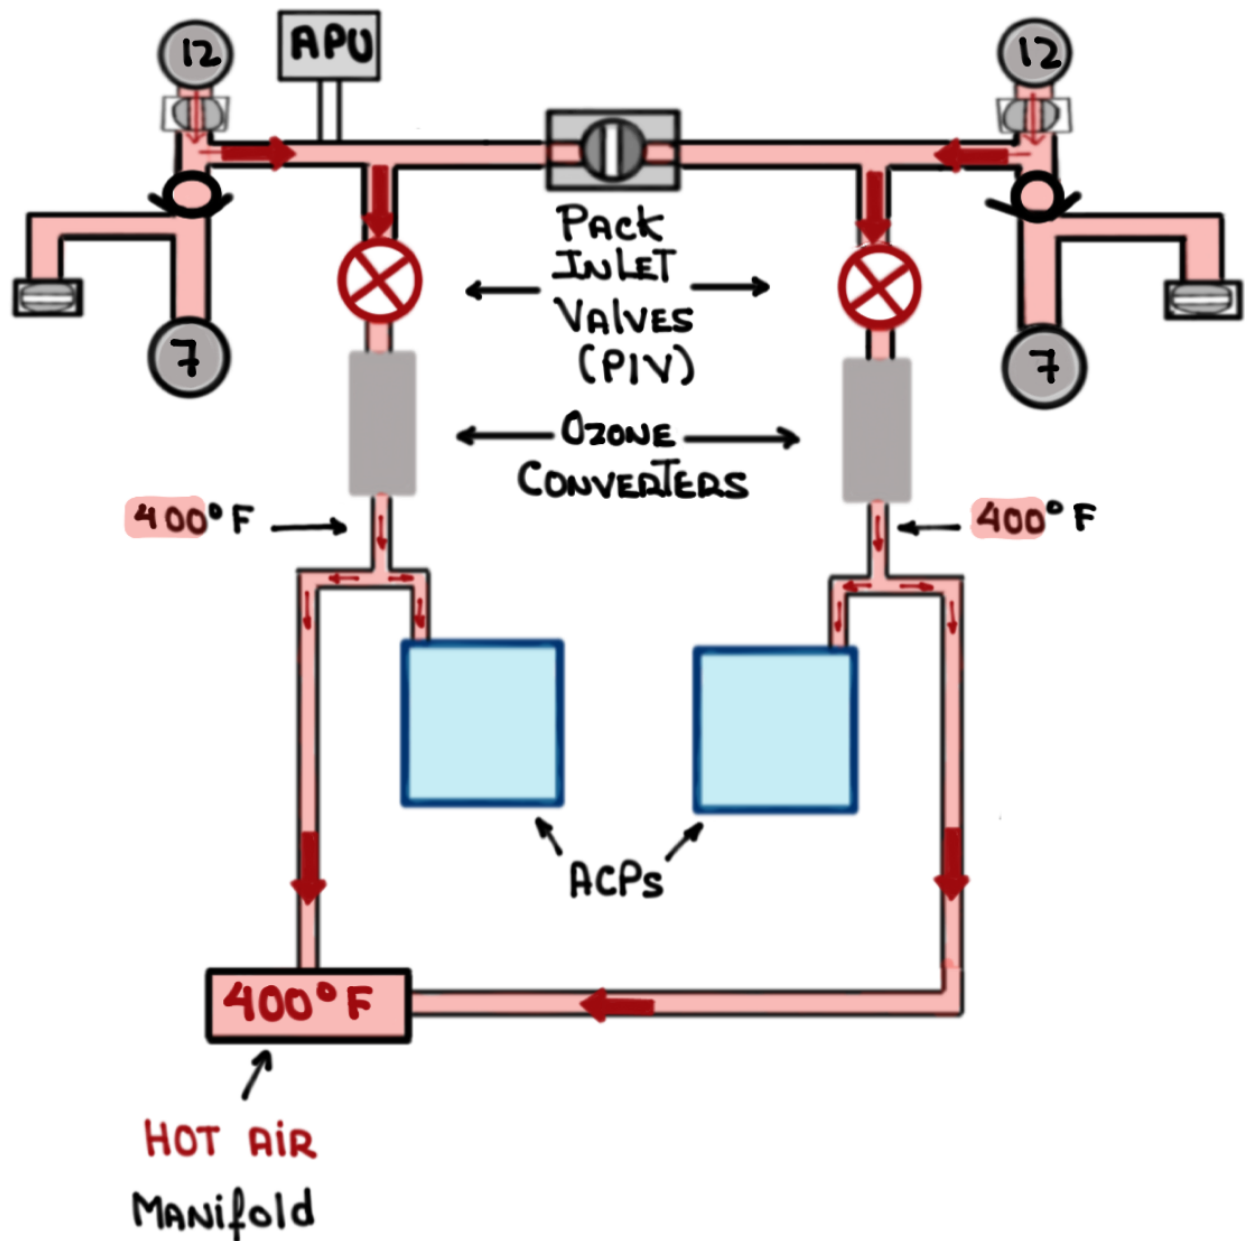 12
APU
12
PACK
INLET
VALVES
(PIV)
7
7
OZONE
CONVERTERS
400°F
400°F
ACPs
400°F
HOT AiR
MANifold